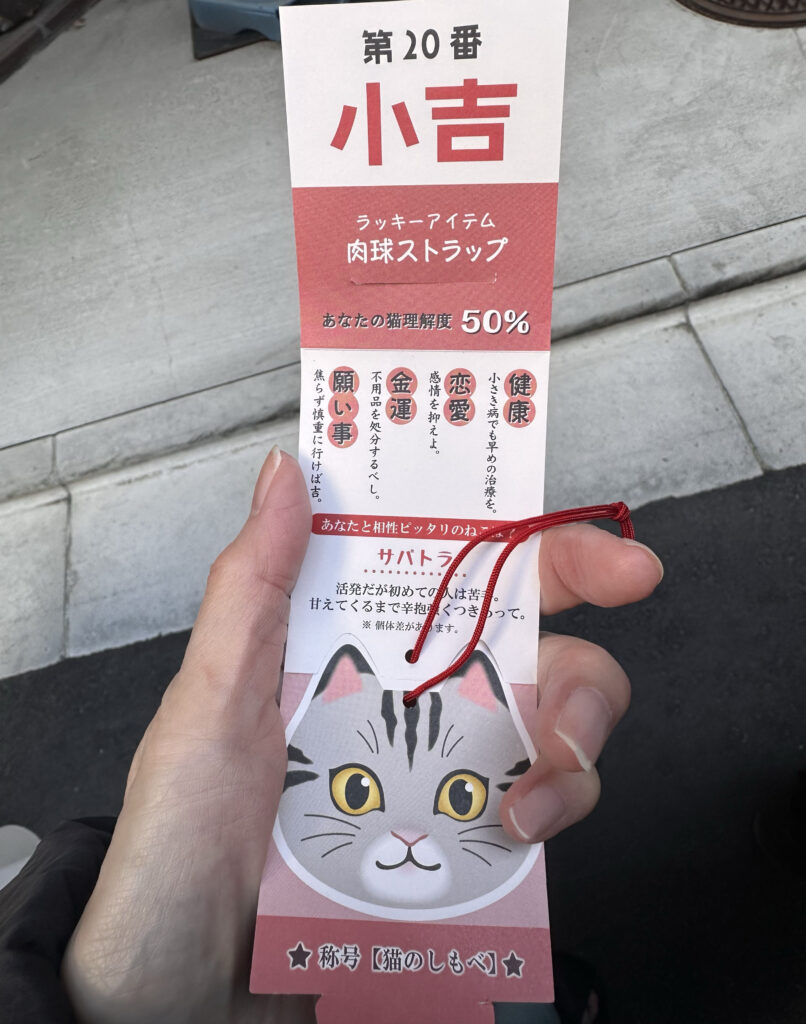 第20番
小吉
ラッキーアイテム
肉球ストラップ
あなたの猫理解度 50%
健康
小さき病でも早めの治療を。
恋愛
感情を抑えよ。
金運
不用品を処分するべし。
願い事
焦らず慎重に行けば吉。
あなたと相性ピッタリのねこは?
サバトラ
活発だが初めての人は苦手。
甘えてくるまで辛抱強くつきあって。
※ 個体差があります。
★ 称号【猫のしもべ】★